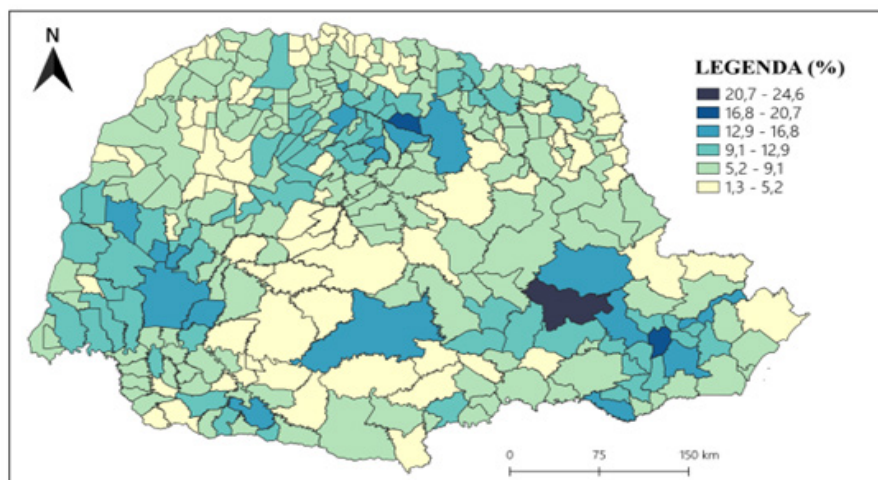 N
LEGENDA (%)
20,7 - 24,6
16,8 - 20,7
12,9 - 16,8
9,1 - 12,9
5,2 - 9,1
1,3 - 5,2
0 75 150 km